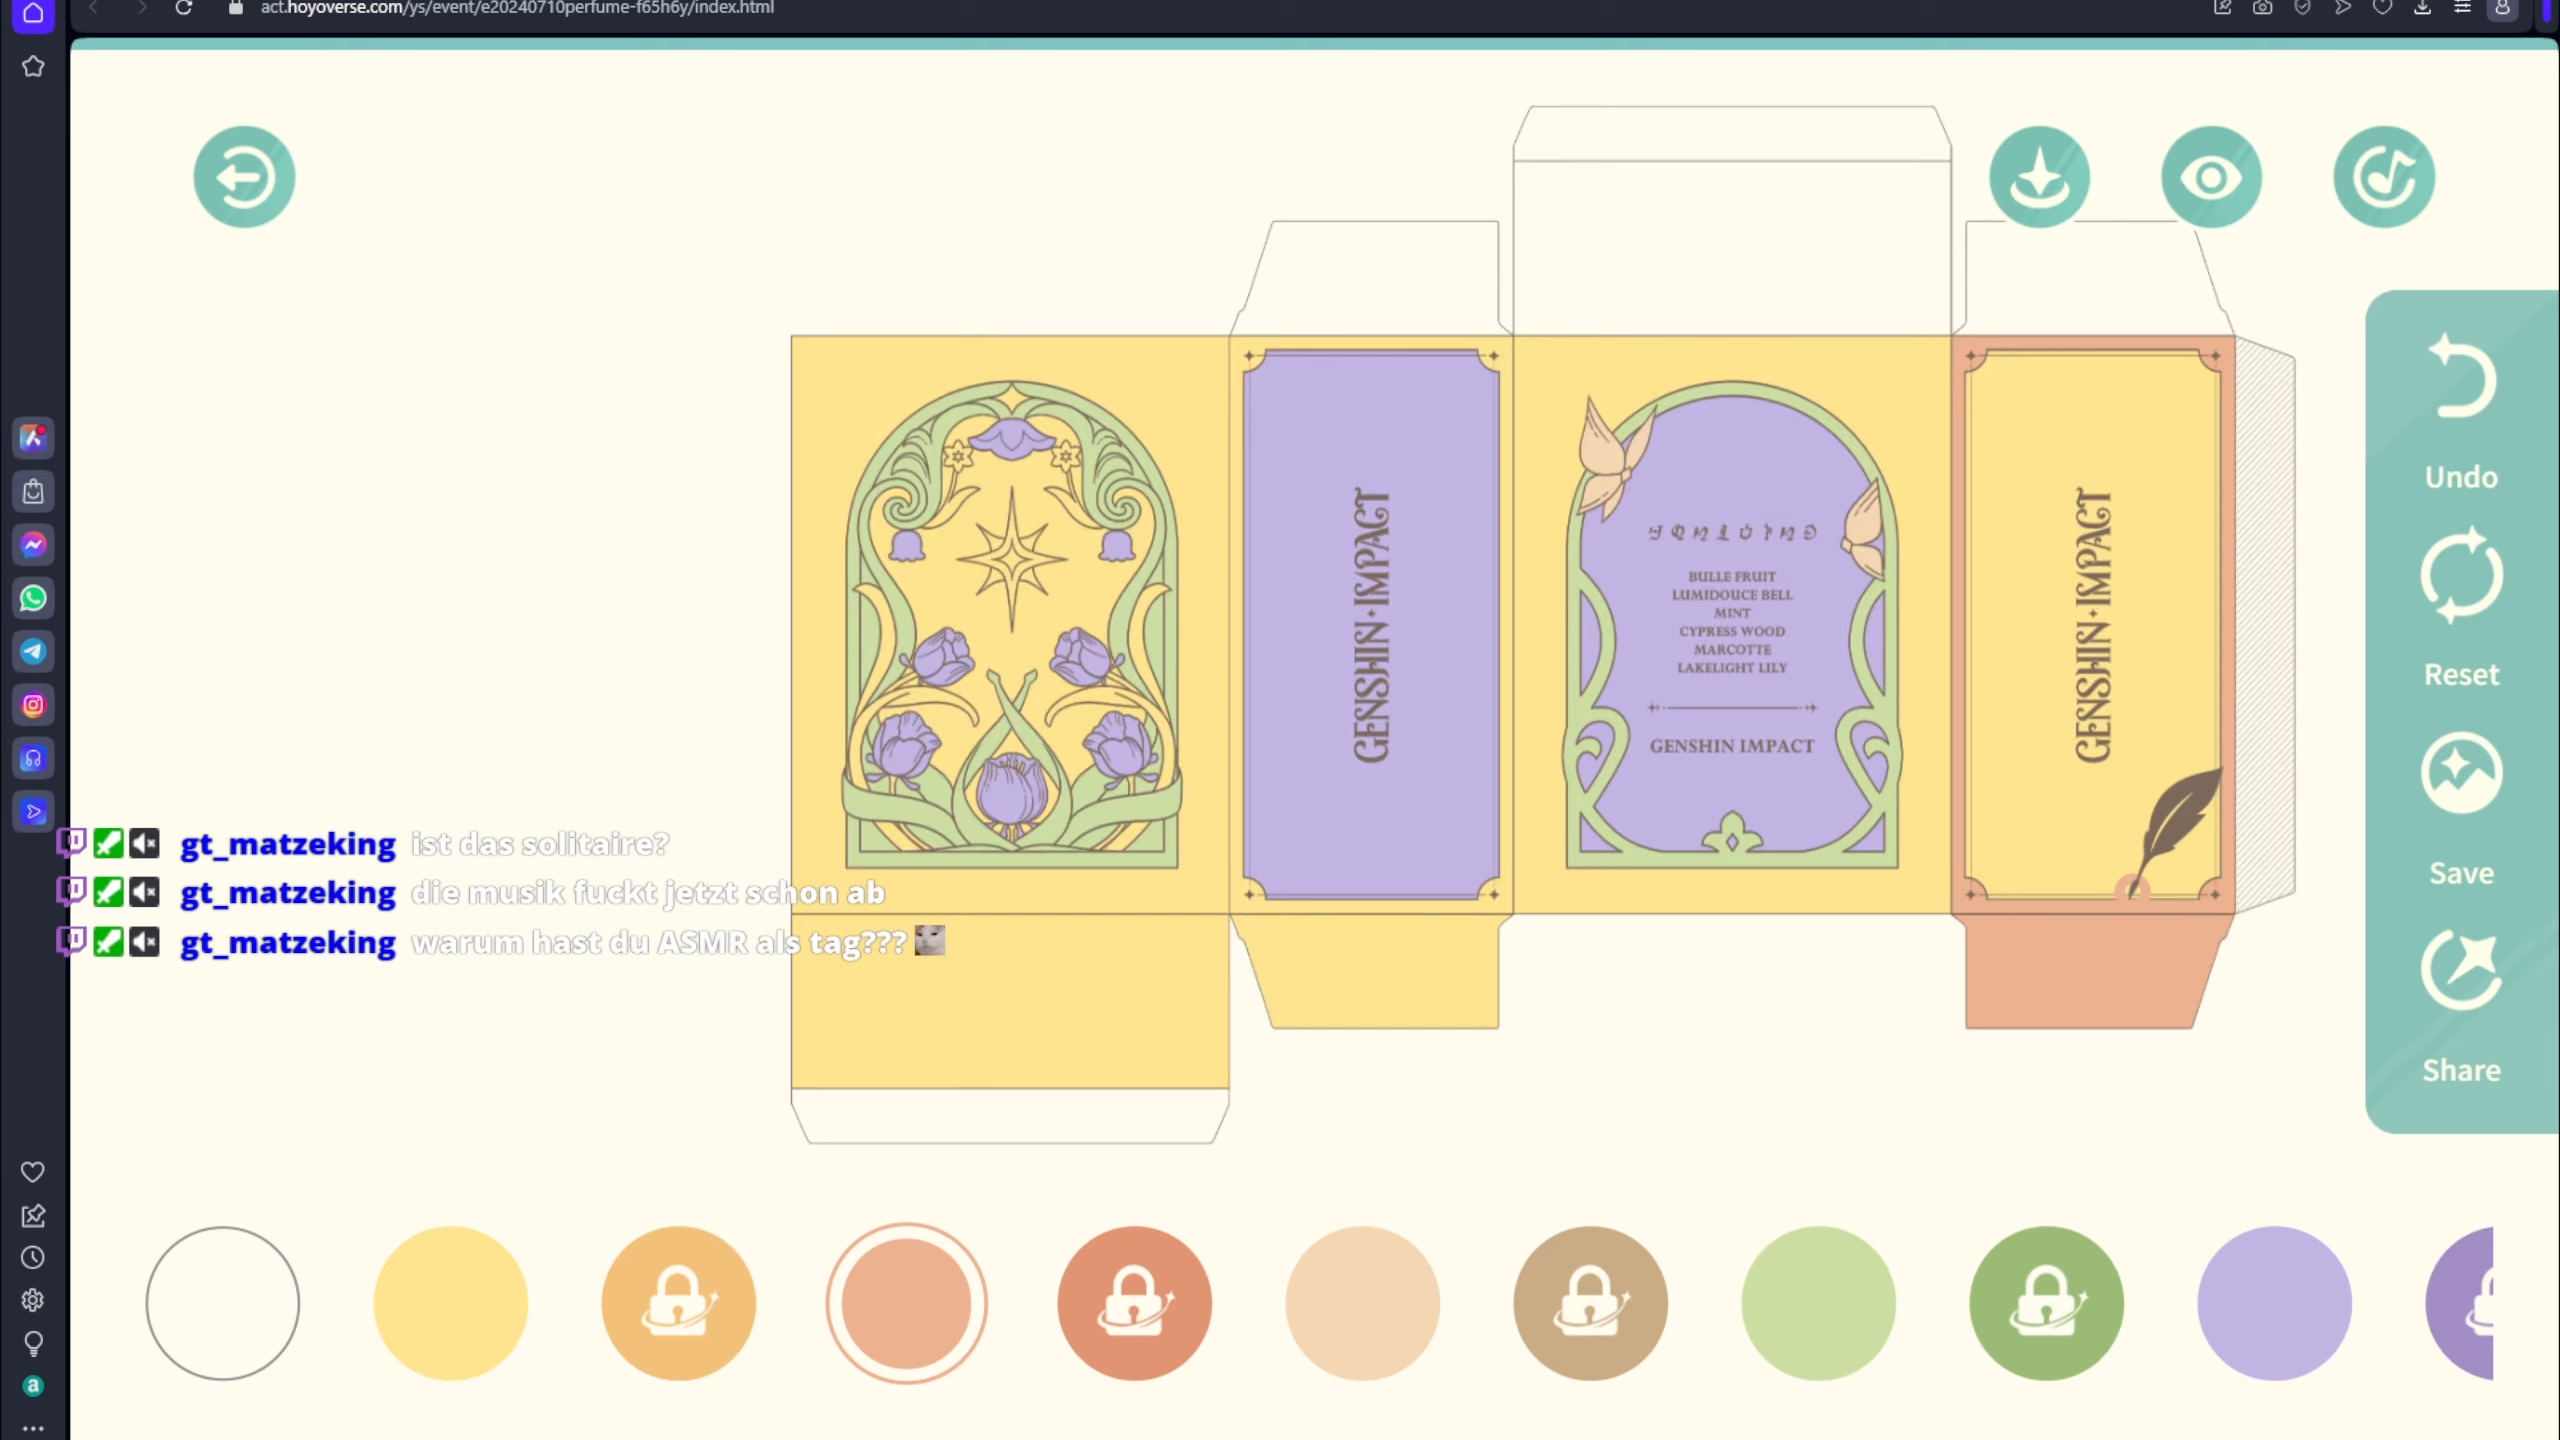 act.hoyoverse.com/ys/event/e20240710perfume-f65h6y/index.html
GENSHIN IMPACT
BULLE FRUIT
LUMIDOUCE BELL
MINT
CYPRESS WOOD
MARCOTTE
LAKELIGHT LILY
GENSHIN IMPACT
GENSHIN IMPACT
Undo
Reset
Save
Share
gt_matzeking ist das solitaire?
gt_matzeking die musik fuckt jetzt schon ab
gt_matzeking warum hast du ASMR als tag???
a